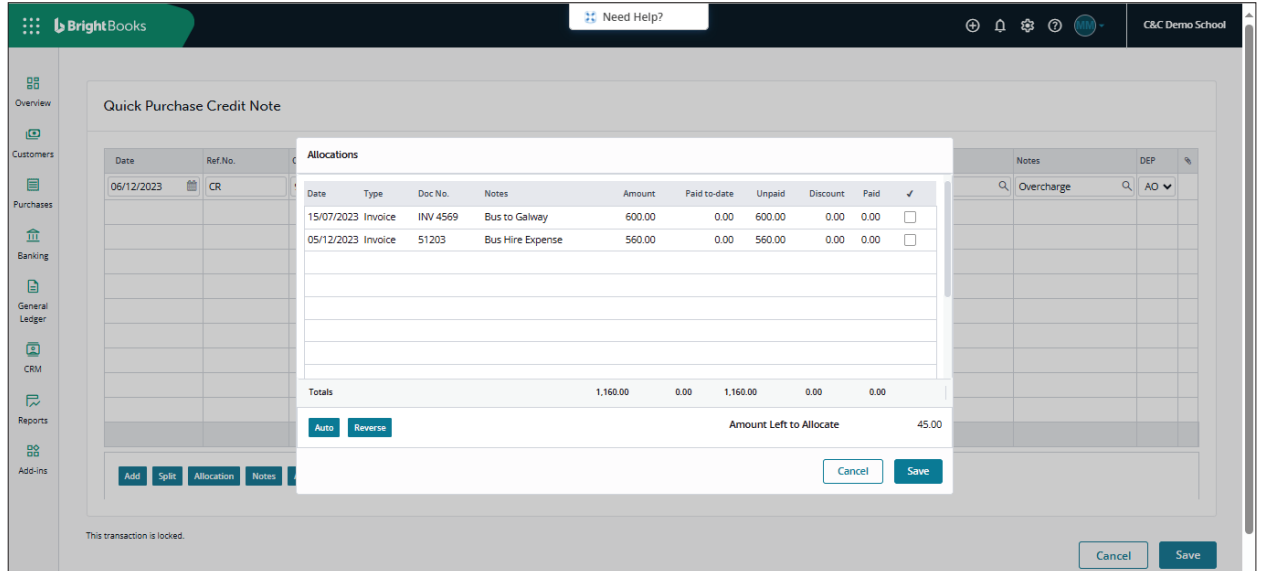 BrightBooks
Need Help?
MM
C&C Demo School
Overview
Customers
Purchases
Banking
General
Ledger
CRM
Reports
Add-ins
Quick Purchase Credit Note
Date Ref.No. Notes DEP
06/12/2023 CR Overcharge AO
Allocations
Date Type Doc No. Notes Amount Paid to-date Unpaid Discount Paid ✓
15/07/2023 Invoice INV 4569 Bus to Galway 600.00 0.00 600.00 0.00 0.00
05/12/2023 Invoice 51203 Bus Hire Expense 560.00 0.00 560.00 0.00 0.00
Totals 1,160.00 0.00 1,160.00 0.00 0.00
Auto Reverse Amount Left to Allocate 45.00
Cancel Save
Add Split Allocation Notes
This transaction is locked.
Cancel Save